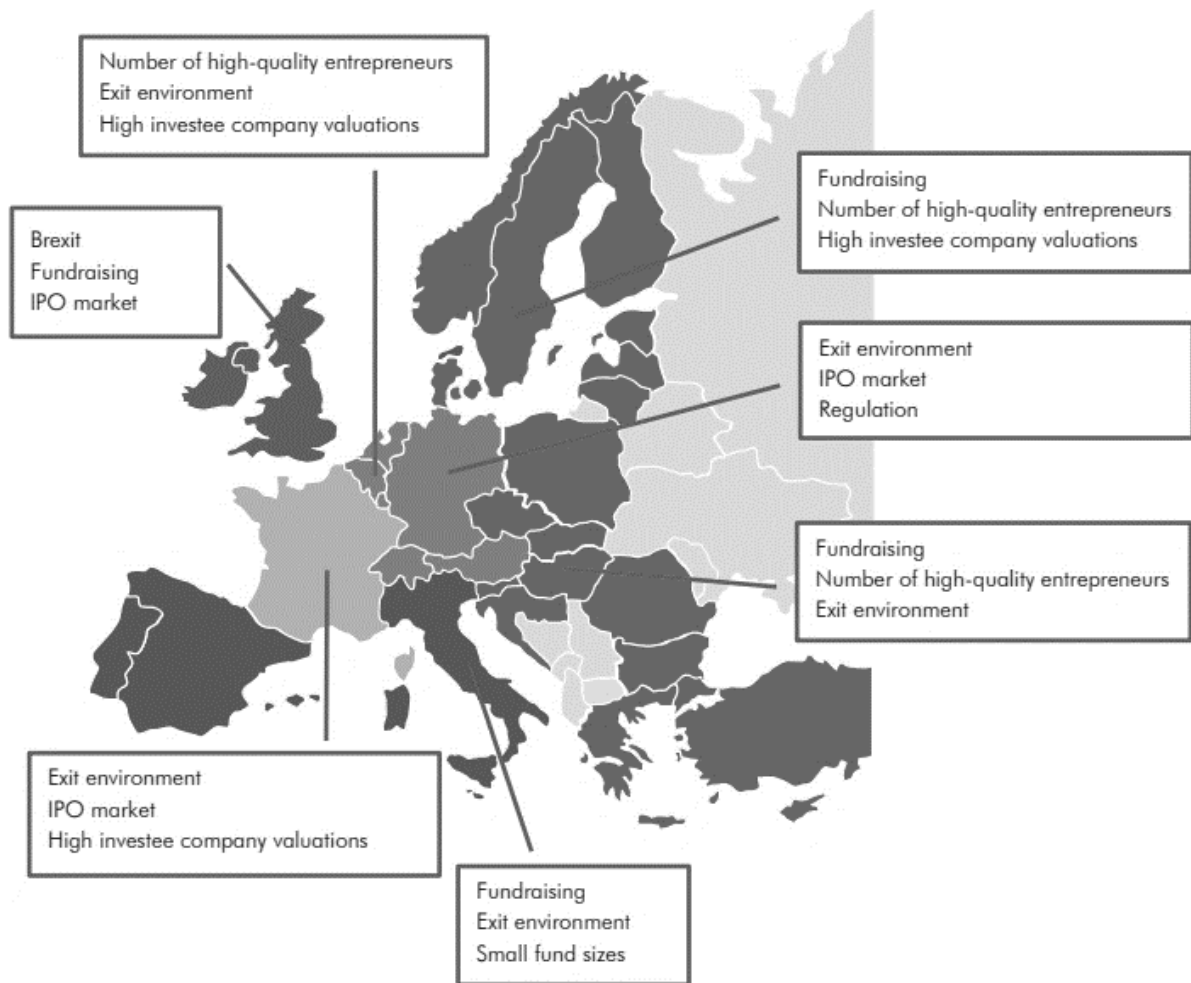 Number of high-quality entrepreneurs
Exit environment
High investee company valuations
Fundraising
Number of high-quality entrepreneurs
High investee company valuations
Brexit
Fundraising
IPO market
Exit environment
IPO market
Regulation
Fundraising
Number of high-quality entrepreneurs
Exit environment
Exit environment
IPO market
High investee company valuations
Fundraising
Exit environment
Small fund sizes